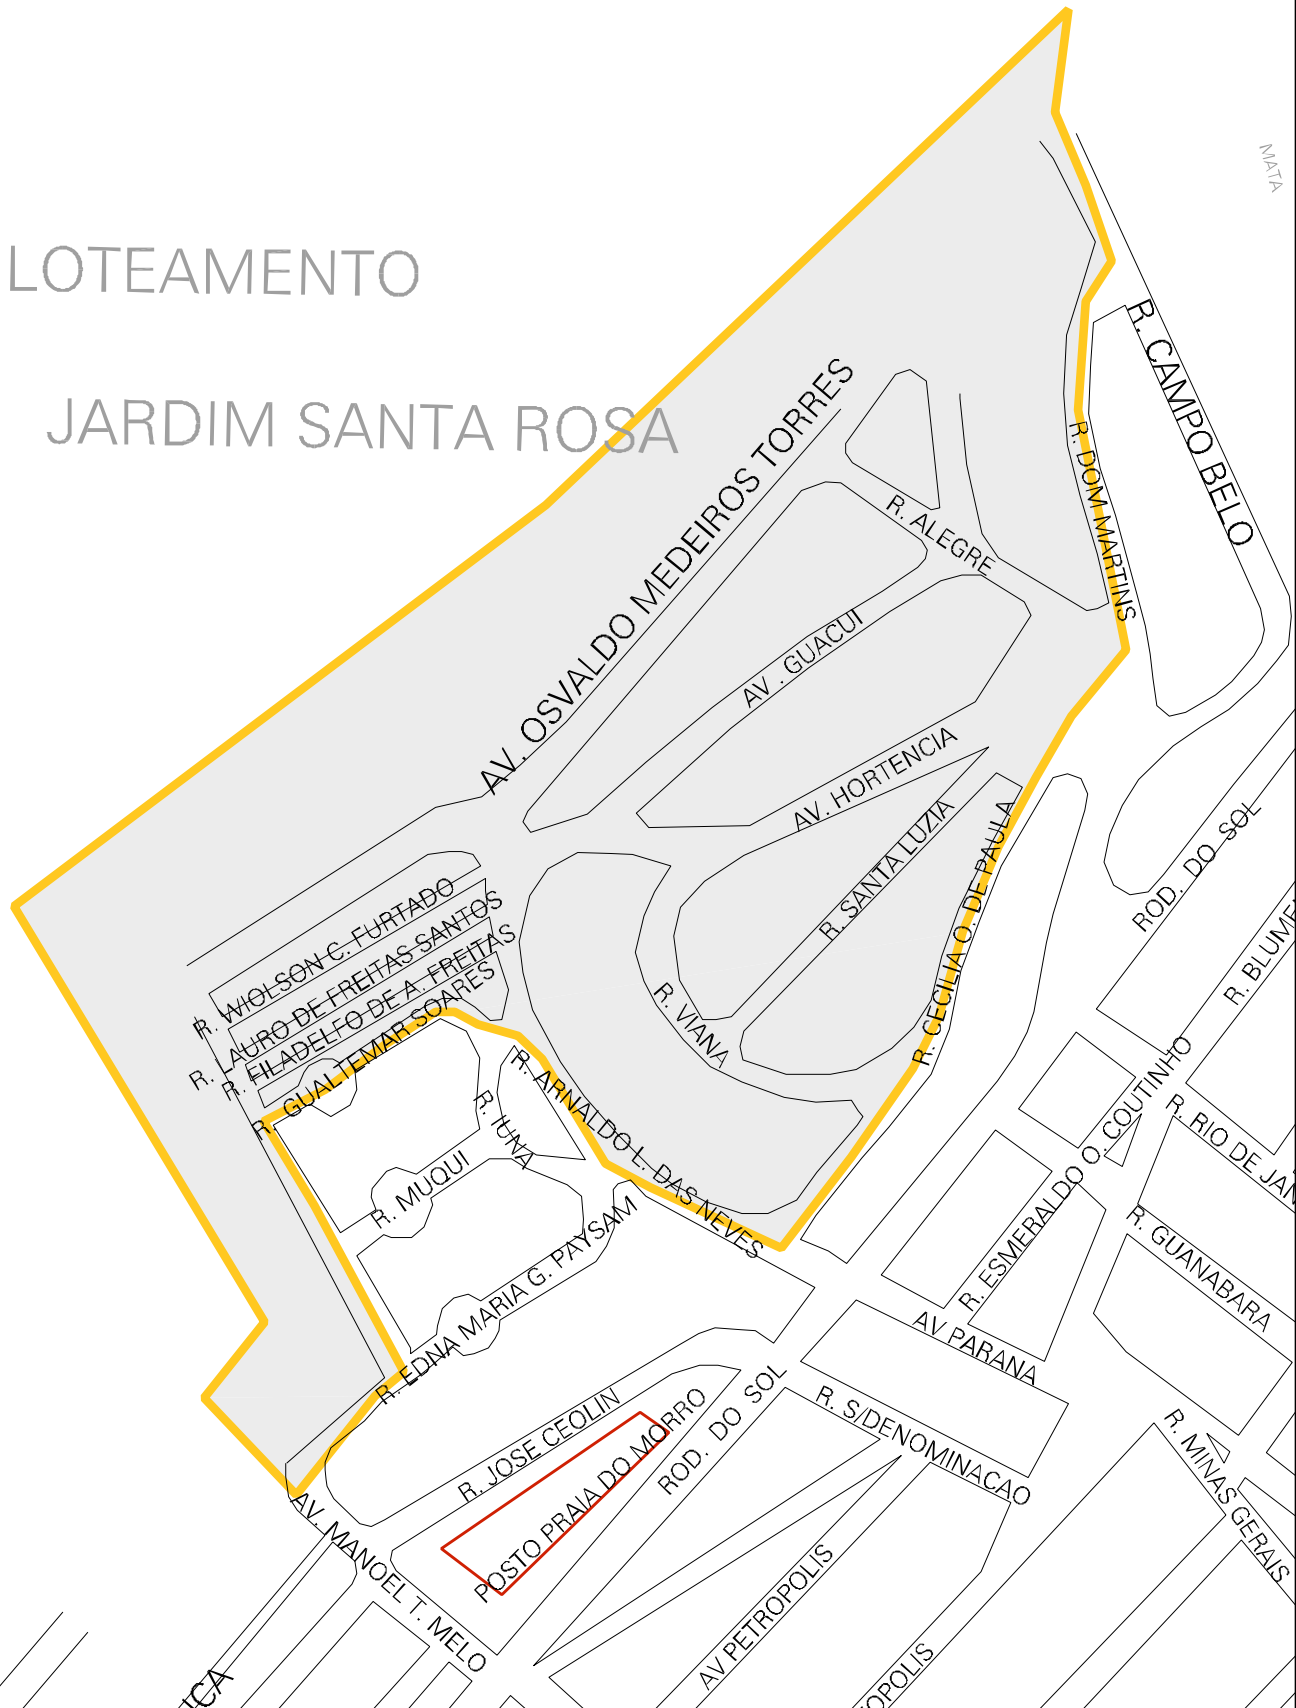 MATA
LOTEAMENTO
JARDIM SANTA ROSA
R. CAMPO BELO
AV. OSVALDO MEDEIROS TORRES
R. DOM MARTINS
R. ALEGRE
AV . GUACUI
AV. HORTENCIA
R. SANTA LUZIA
R. CECILIA O. DE PAULA
ROD. DO SOL
R. WIOLSON C. FURTADO
R. LAURO DE FREITAS SANTOS
R. FILADELFO DE A. FREITAS
R. GUALTEMAR SOARES
R. VIANA
R. ARNALDO L. DAS NEVES
R. IUNA
R. MUQUI
R. EDNA MARIA G. PAYSAM
R. ESMERALDO O. COUTINHO
R. RIO DE JAN
R. GUANABARA
AV PARANA
R. S/DENOMINACAO
R. JOSE CEOLIN
POSTO PRAIA DO MORRO
ROD. DO SOL
R. MINAS GERAIS
AV. MANOEL T. MELO
AV PETROPOLIS
OPOLIS
ICA